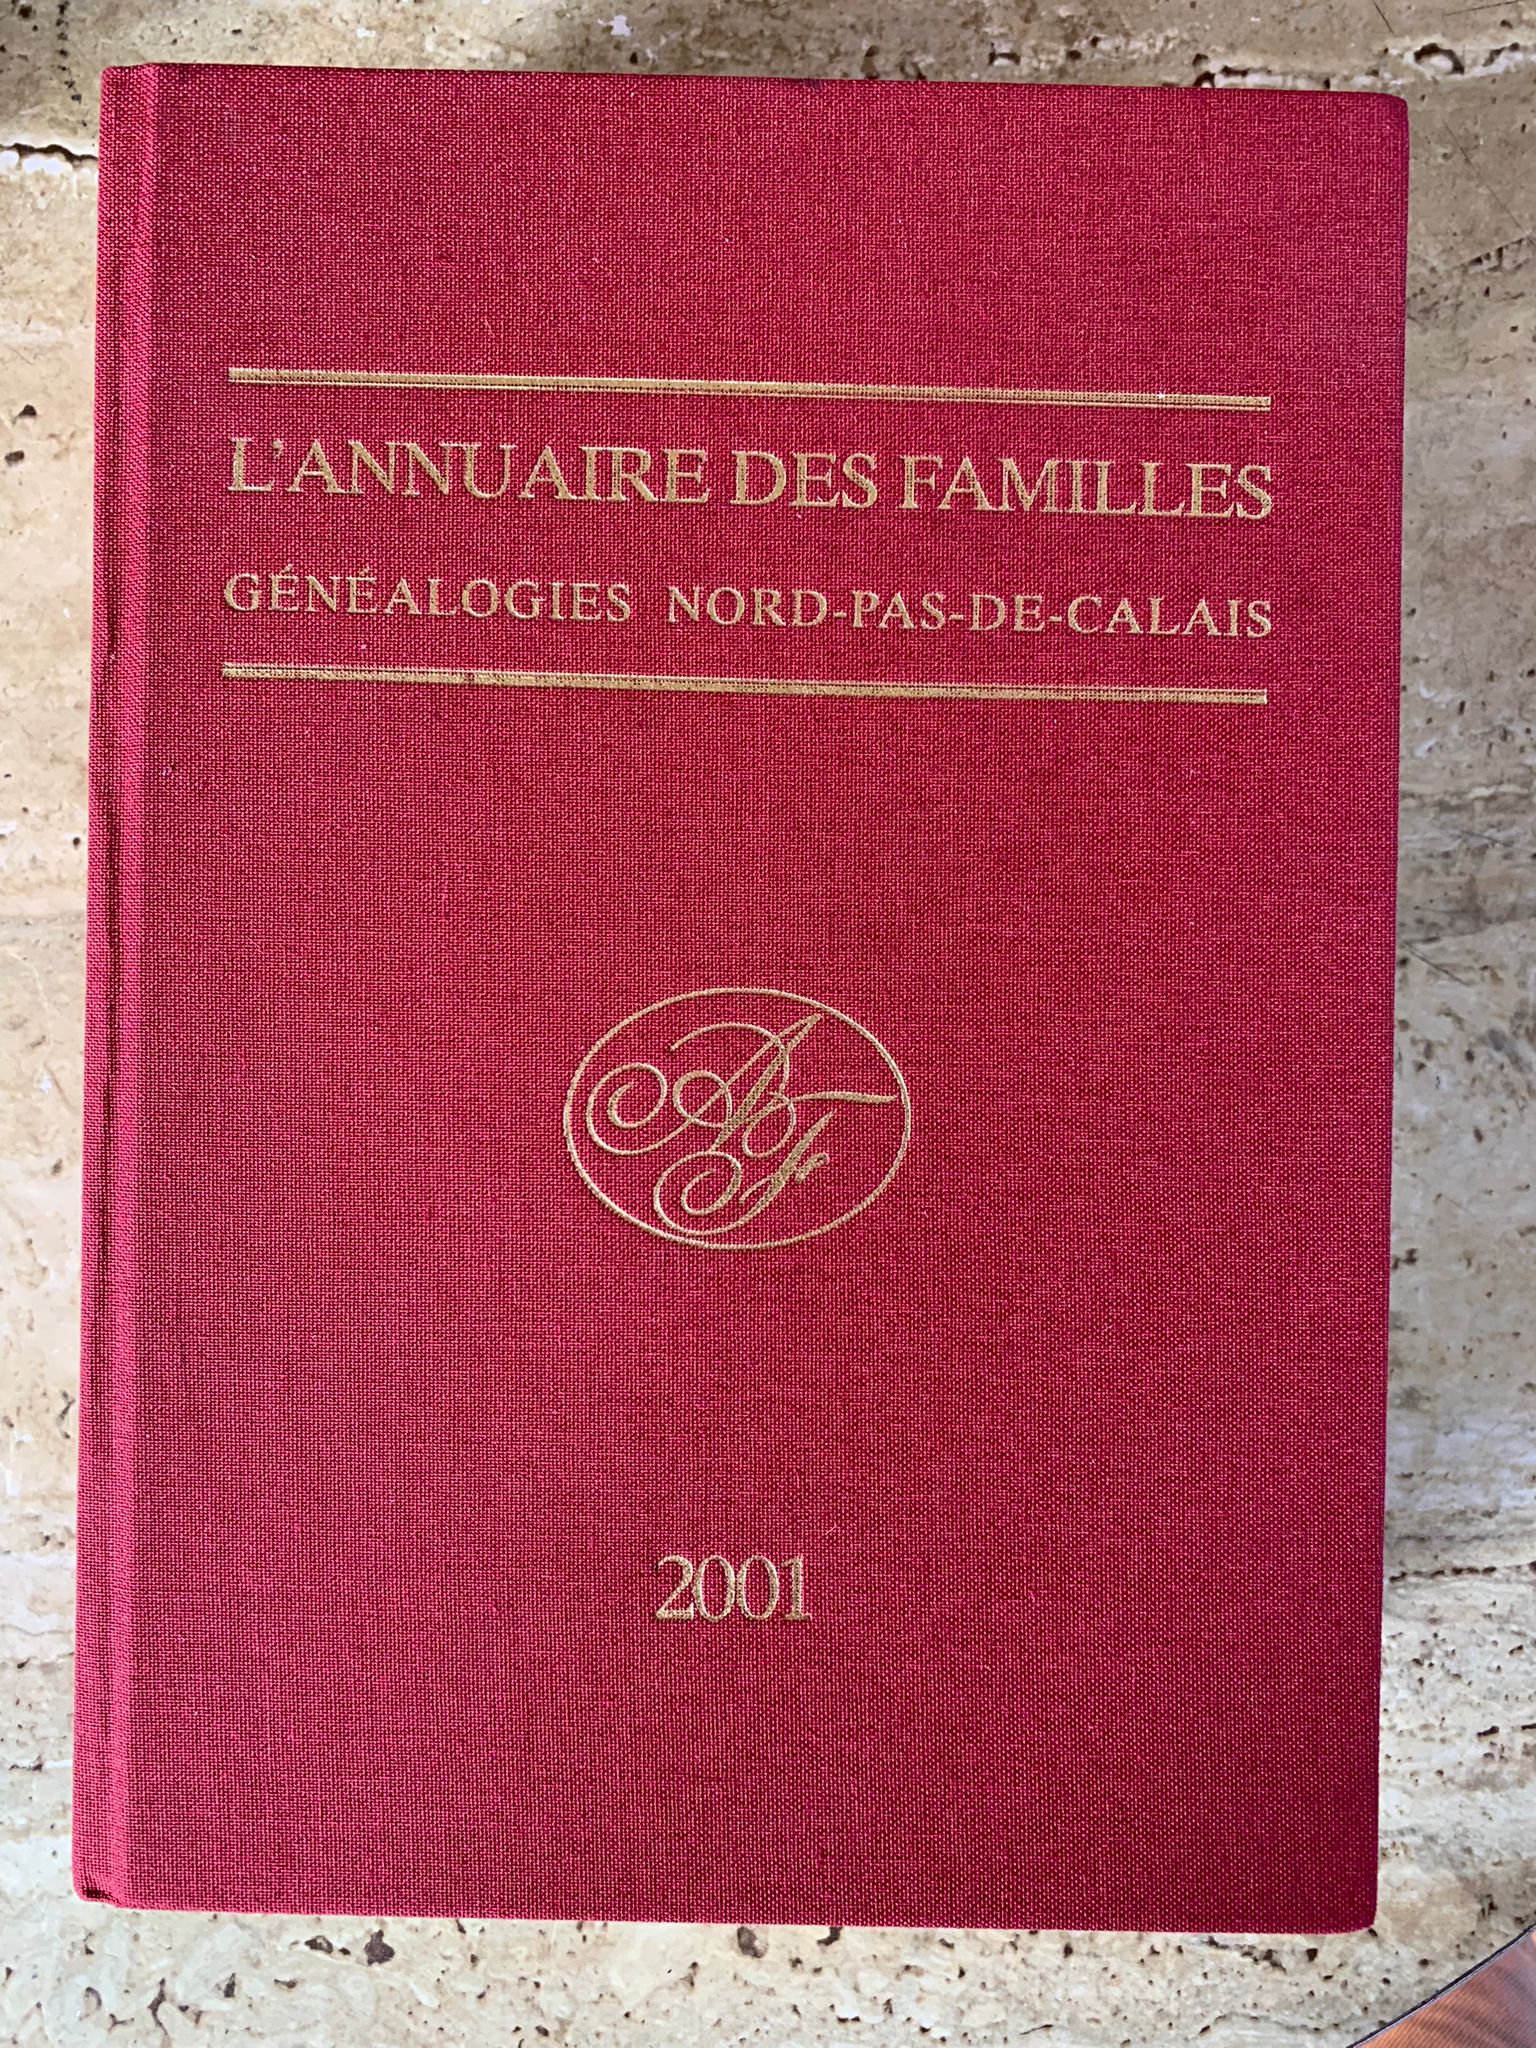 L'ANNUAIRE DES FAMILLES
GÉNÉALOGIES NORD-PAS-DE-CALAIS
AF
2001